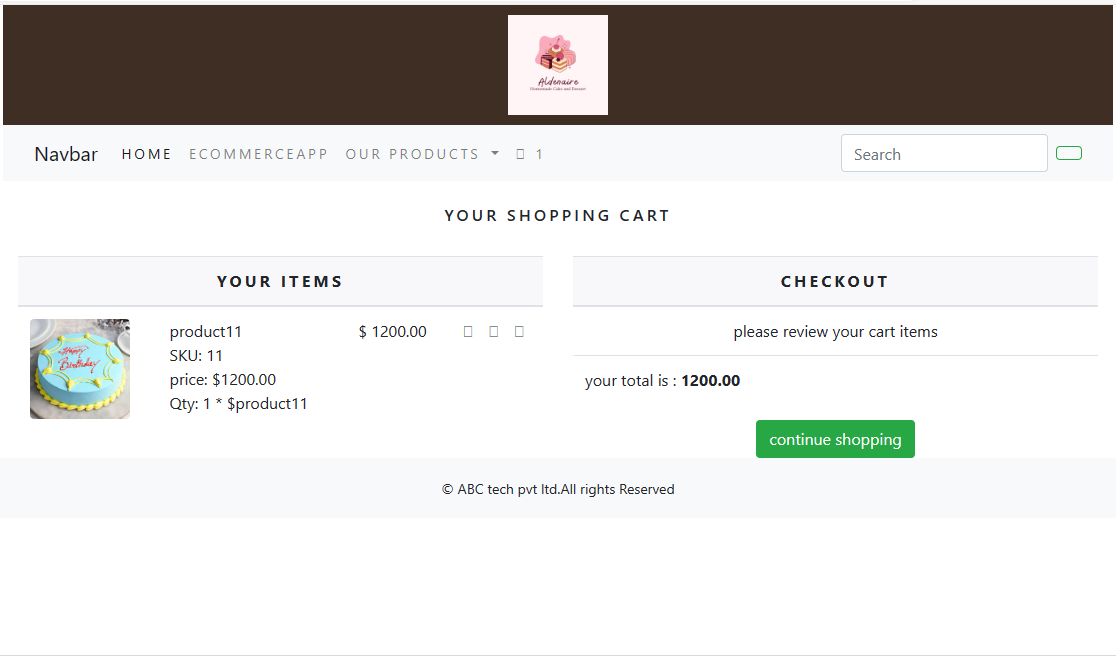 Aldenaire
Homemade Cake and Dessert
Navbar HOME ECOMMERCEAPP OUR PRODUCTS 1 Search
YOUR SHOPPING CART
YOUR ITEMS
Happy
Birthday
product11 $ 1200.00
SKU: 11
price: $1200.00
Qty: 1 * $product11
CHECKOUT
please review your cart items
your total is : 1200.00
continue shopping
© ABC tech pvt ltd.All rights Reserved